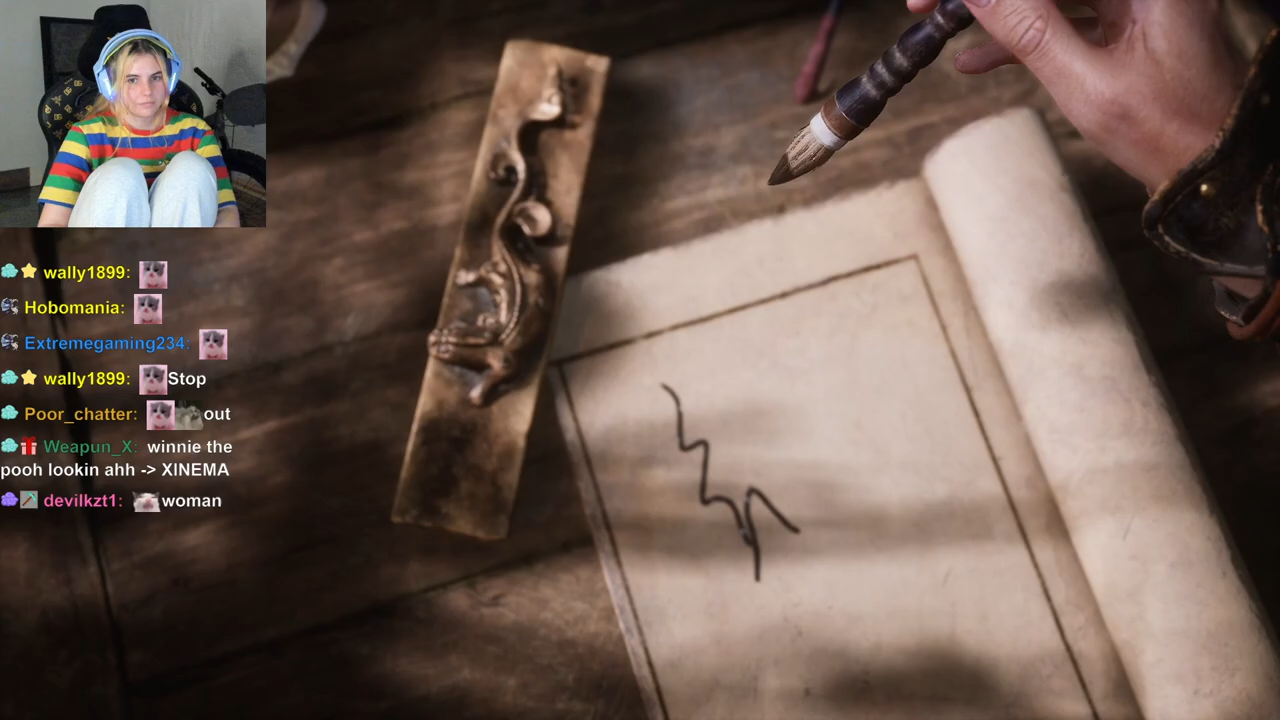 wally1899:
Hobomania:
Extremegaming234:
wally1899: Stop
Poor_chatter: out
Weapun_X: winnie the
pooh lookin ahh -> XINEMA
devilkzt1: woman